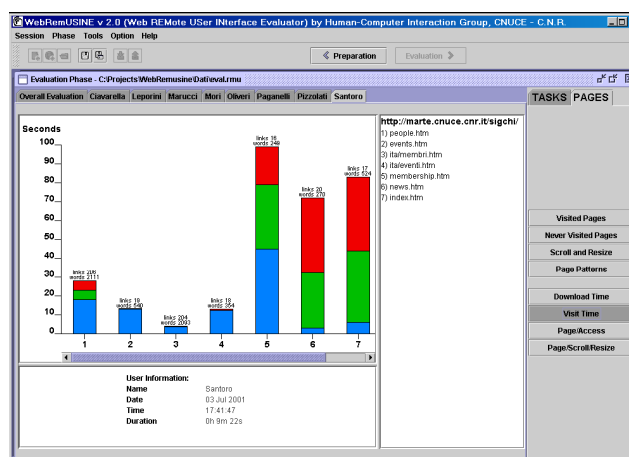 WebRemUSINE v 2.0 (Web REMote USer INterface Evaluator) by Human-Computer Interaction Group, CNUCE - C.N.R.
Session Phase Tools Option Help
Preparation
Evaluation
Evaluation Phase - C:\Projects\WebRemusine\Dati\eval.rmu
Overall Evaluation Ciavarella Leporini Marucci Mori Oliveri Paganelli Pizzolati Santoro
TASKS PAGES
Seconds
100
90
80
70
60
50
40
30
20
10
0
links 206
words 2111
links 18
words 540
links 204
words 2093
links 18
words 354
links 16
words 248
links 20
words 270
links 17
words 524
1 2 3 4 5 6 7
http://marte.cnuce.cnr.it/sigchi/
1) people.htm
2) events.htm
3) ita/membri.htm
4) ita/eventi.htm
5) membership.htm
6) news.htm
7) index.htm
Visited Pages
Never Visited Pages
Scroll and Resize
Page Patterns
Download Time
Visit Time
Page/Access
Page/Scroll/Resize
User Information:
Name Santoro
Date 03 Jul 2001
Time 17:41:47
Duration 0h 9m 22s